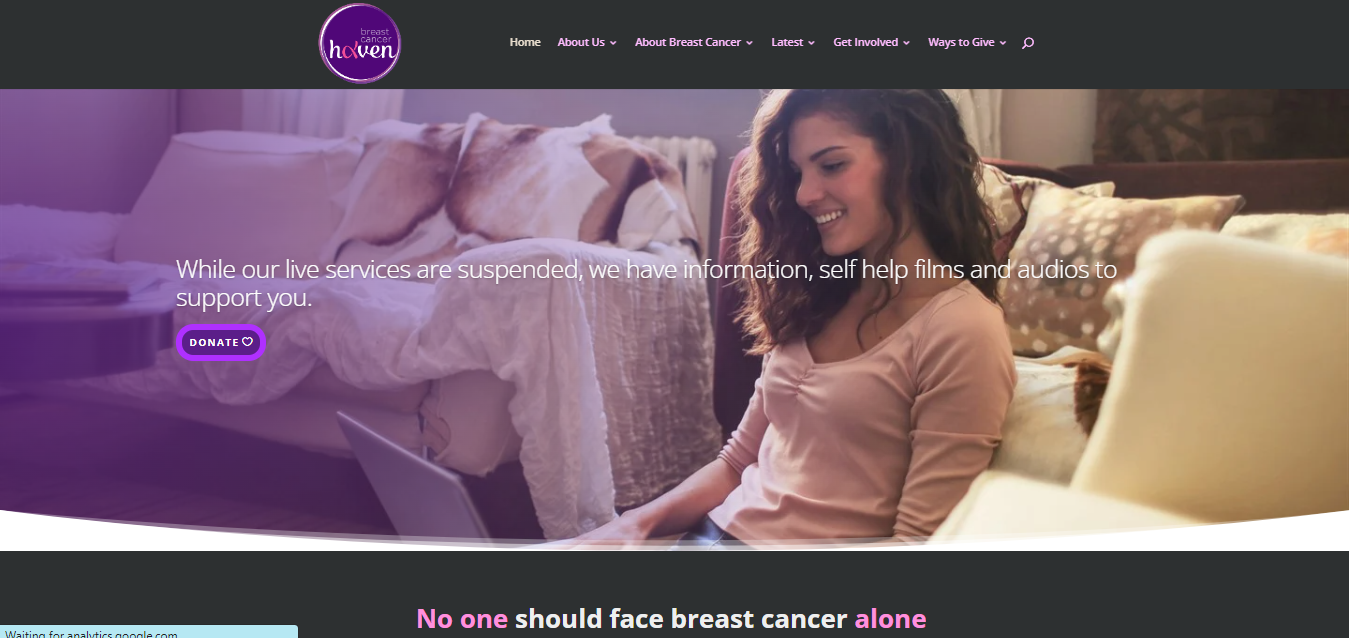 breast
cancer
haven
Home About Us About Breast Cancer Latest Get Involved Ways to Give
While our live services are suspended, we have information, self help films and audios to
support you.
DONATE
No one should face breast cancer alone
Waiting for analytics.google.com